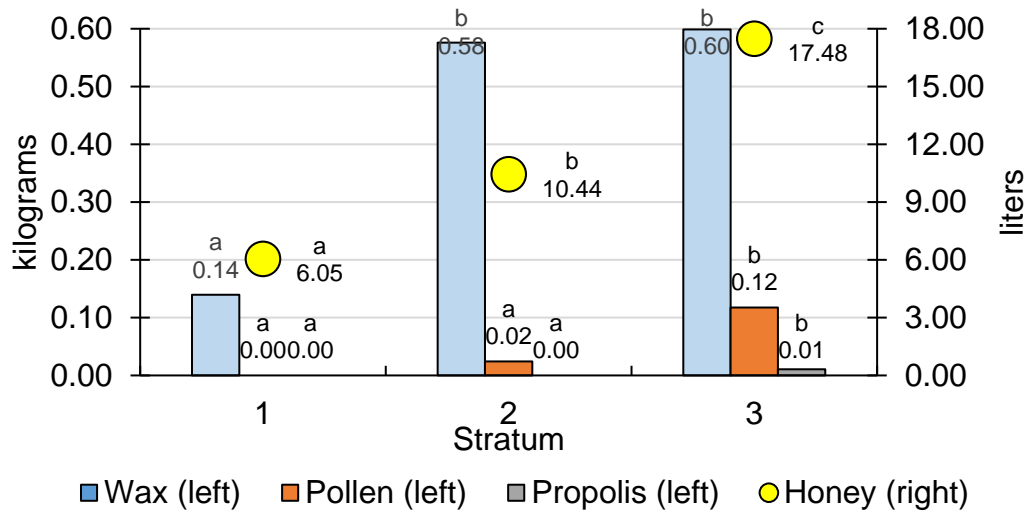 0.60
0.50
0.40
0.30
0.20
0.10
0.00
kilograms
18.00
15.00
12.00
9.00
6.00
3.00
0.00
liters
a
0.14
a
6.05
a a
0.00 0.00
b
0.58
b
10.44
a a
0.02 0.00
b
0.60
c
17.48
b
0.12
b
0.01
1 2 3
Stratum
Wax (left) Pollen (left) Propolis (left) Honey (right)